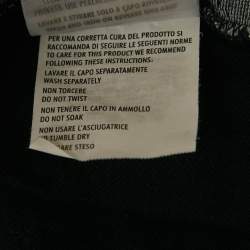 PER UNA CORRETTA CURA DEL PRODOTTO SI
RACCOMANDA DI SEGUIRE LE SEGUENTI NORME
TO CARE FOR THIS PRODUCT WE RECOMMEND
FOLLOWING THESE INSTRUCTIONS:
LAVARE IL CAPO SEPARATAMENTE
WASH SEPARATELY
NON TORCERE
DO NOT TWIST
NON TENERE IL CAPO IN AMMOLLO
DO NOT SOAK
NON USARE L'ASCIUGATRICE
TUMBLE DRY
STESO